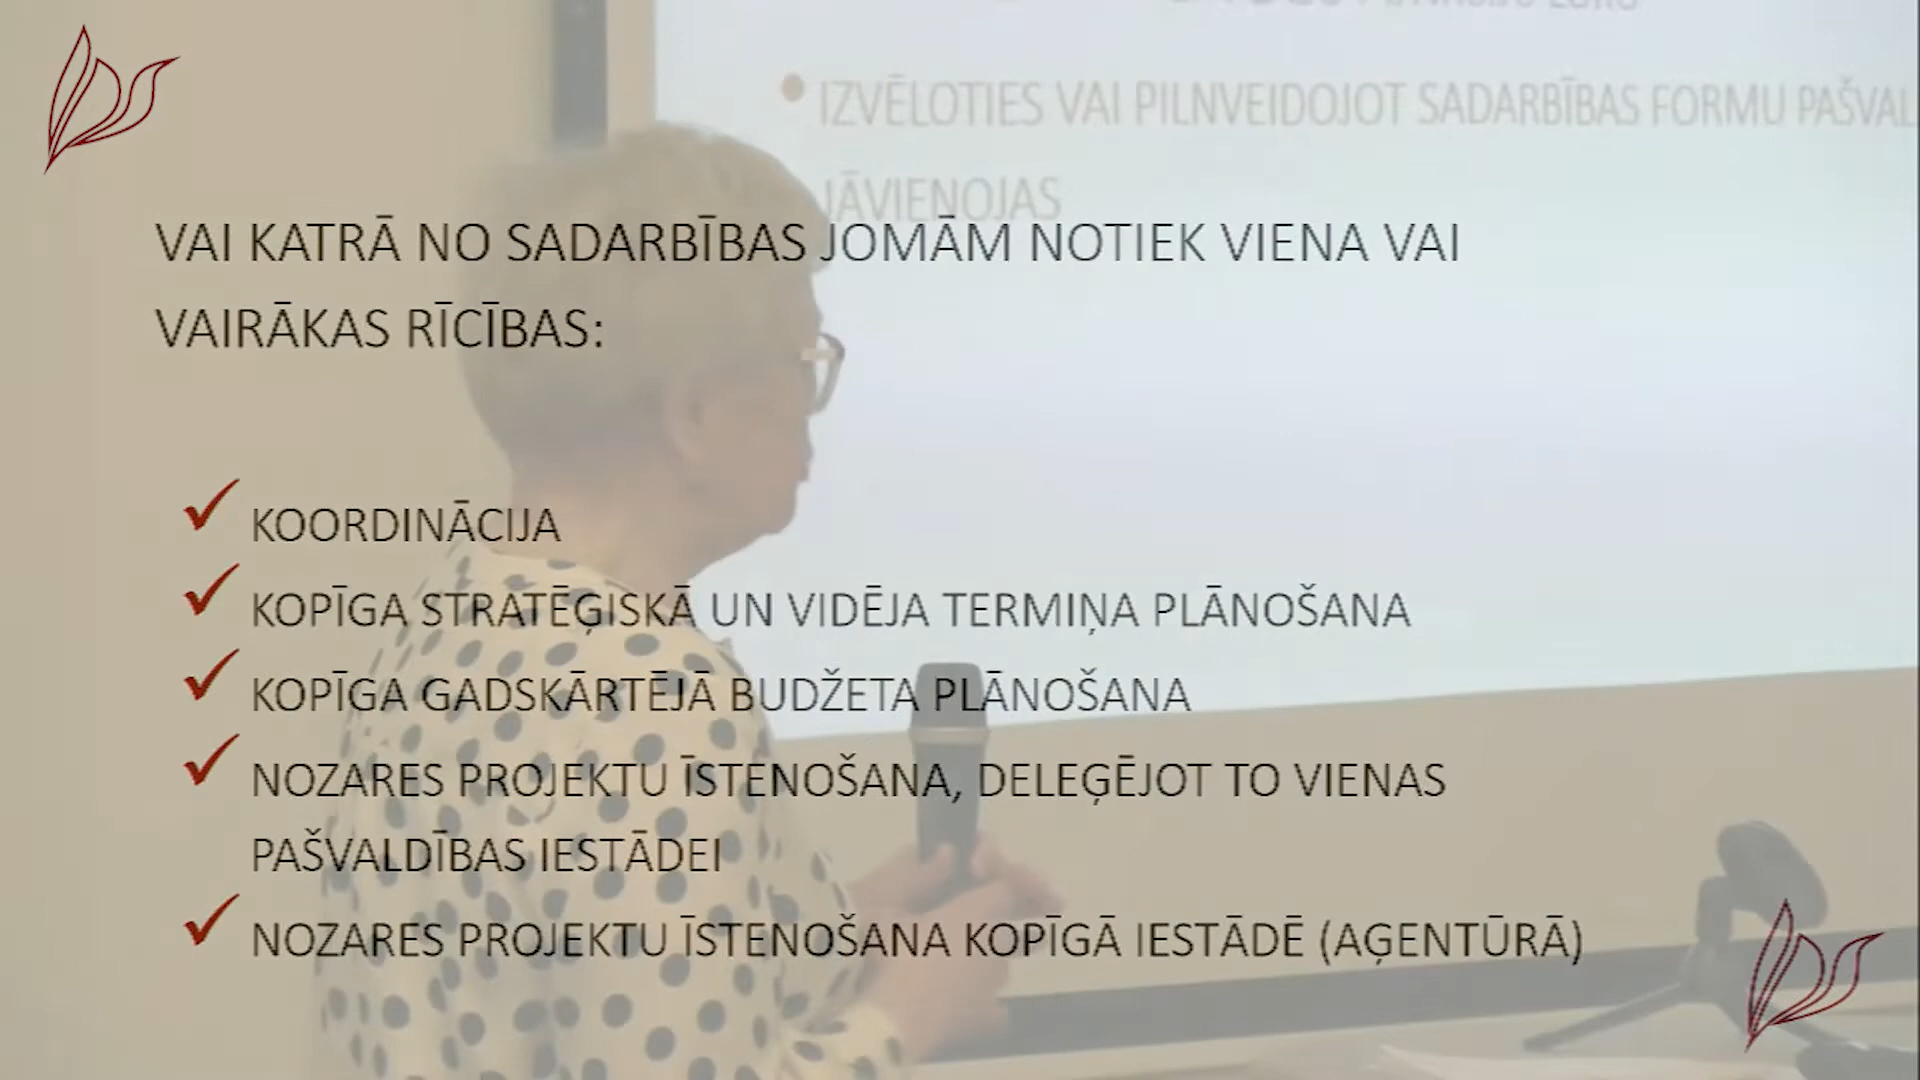 IZVĒLOTIES VAI PILNVEIDOJOT SADARBĪBAS FORMU
JĀVIENOJAS
VAI KATRĀ NO SADARBĪBAS JOMĀM NOTIEK VIENA VAI
VAIRĀKAS RĪCĪBAS:
KOORDINĀCIJA
KOPĪGA STRATĒĢISKĀ UN VIDĒJA TERMIŅA PLĀNOŠANA
KOPĪGA GADSKĀRTĒJĀ BUDŽETA PLĀNOŠANA
NOZARES PROJEKTU ĪSTENOŠANA, DELEĢĒJOT TO VIENAS
PAŠVALDĪBAS IESTĀDEI
NOZARES PROJEKTU ĪSTENOŠANA KOPĪGĀ IESTĀDĒ (AĢENTŪRĀ)